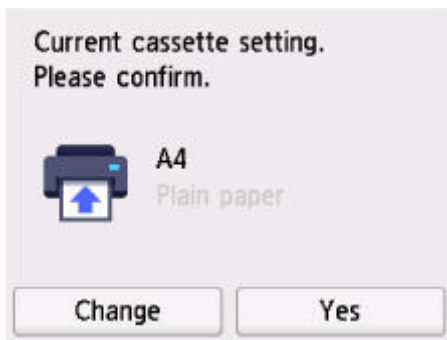 Current cassette setting.
Please confirm.
A4
Plain paper
Change
Yes